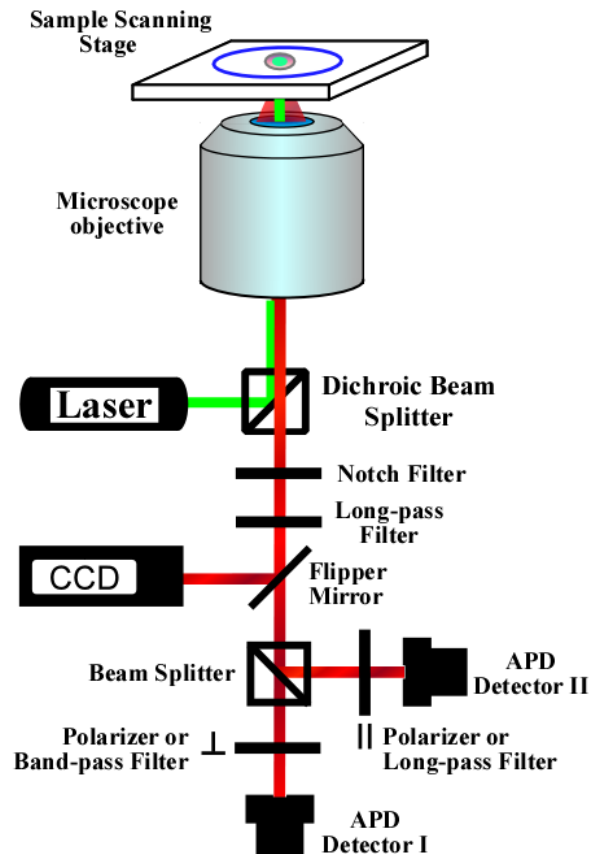 Sample Scanning
Stage
Microscope
objective
Laser
Dichroic Beam
Splitter
Notch Filter
Long-pass
Filter
CCD
Flipper
Mirror
Beam Splitter
APD
Detector II
Polarizer or ⊥
Band-pass Filter
|| Polarizer or
Long-pass Filter
APD
Detector I